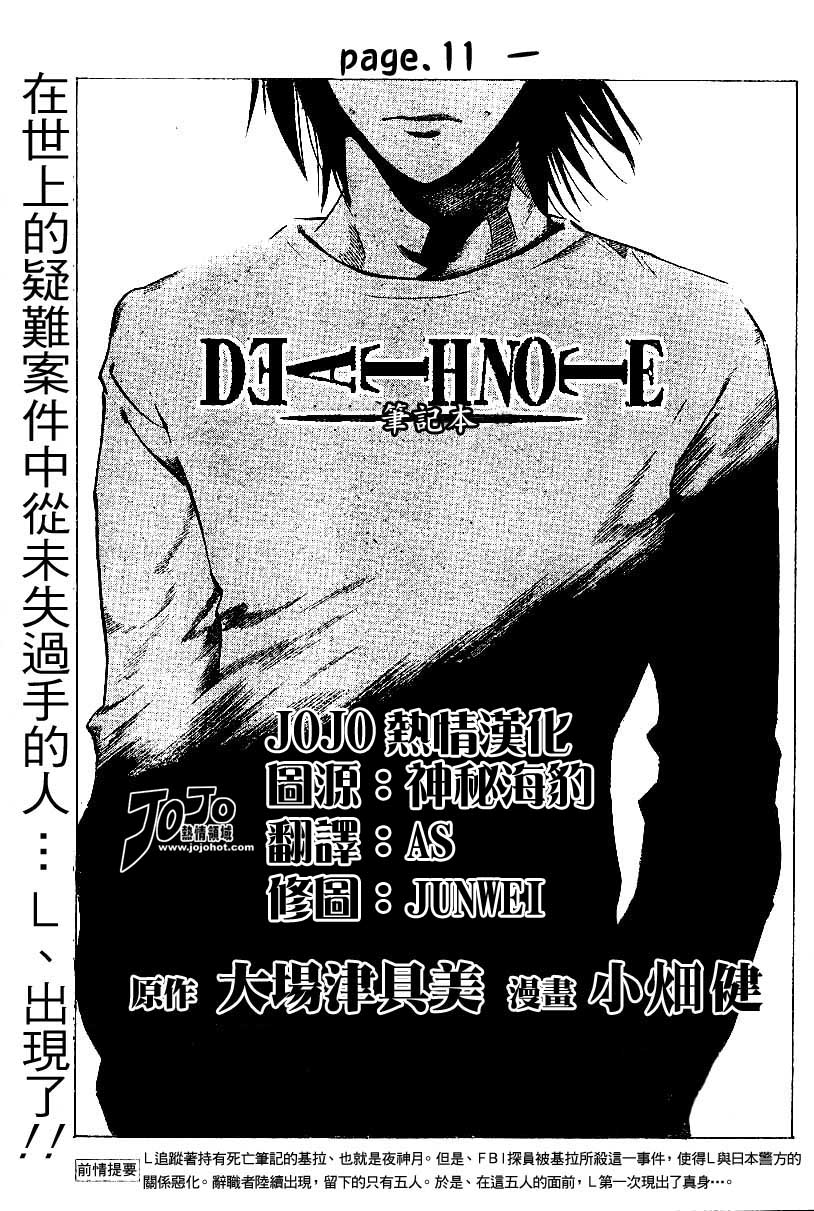 page.11 一
在世上的疑難案件中從未失過手的人…L、出現了!!
DEATH NOTE
筆記本
JOJO 熱情漢化
圖源：神秘海豹
翻譯：AS
修圖：JUNWEI
JOJO
熱情領域
www.jojohot.com
原作 大場津具美 漫畫 小畑健
前情提要
L追蹤著持有死亡筆記的基拉、也就是夜神月。但是、FBI探員被基拉所殺這一事件，使得L與日本警方的
關係惡化。辭職者陸續出現，留下的只有五人。於是、在這五人的面前，L第一次現出了真身…。